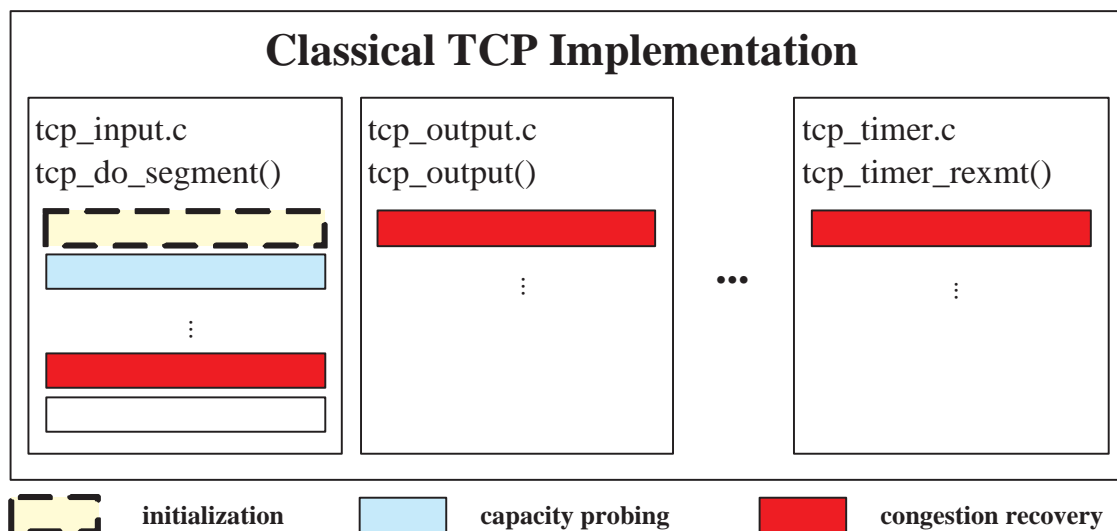 Classical TCP Implementation
tcp_input.c
tcp_do_segment()
tcp_output.c
tcp_output()
...
tcp_timer.c
tcp_timer_rexmt()
initialization
capacity probing
congestion recovery